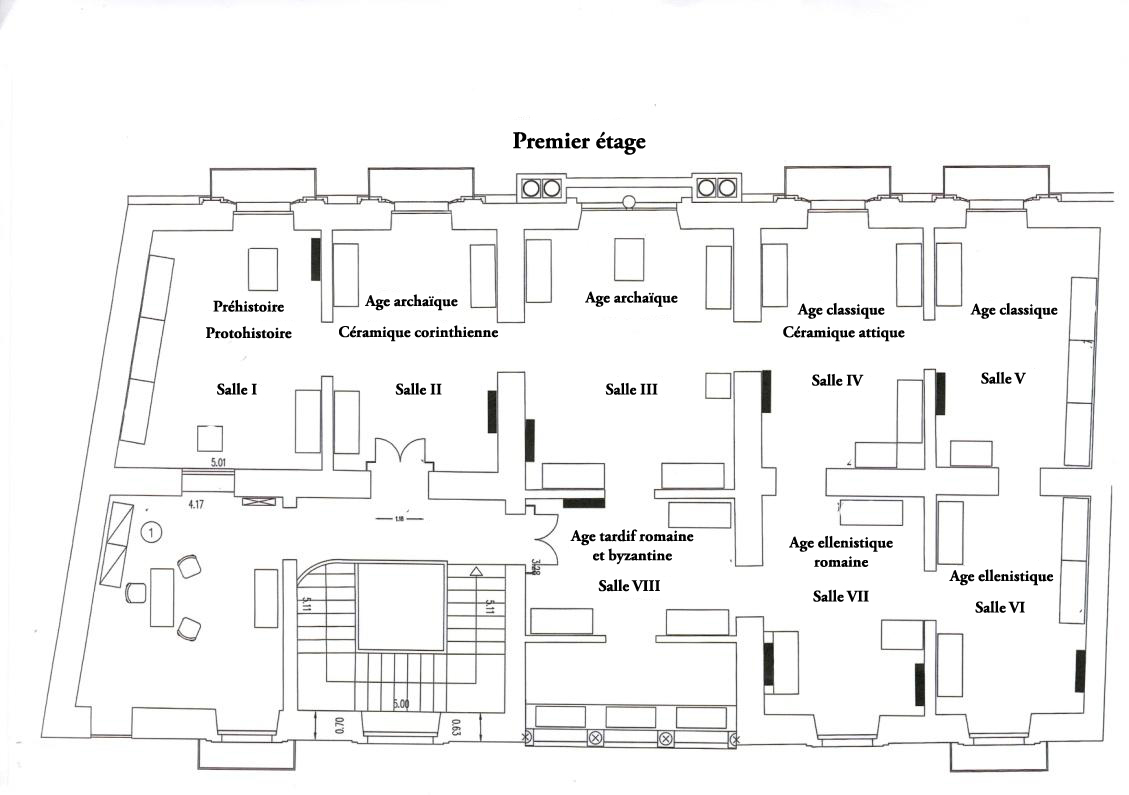 Premier étage
Préhistoire
Protohistoire
Salle I
Age archaïque
Céramique corinthienne
Salle II
Age archaïque
Salle III
Age classique
Céramique attique
Salle IV
Age classique
Salle V
5.01
4.17
1
1.18
3.28
Age tardif romaine
et byzantine
Salle VIII
Age ellenistique
romaine
Salle VII
Age ellenistique
Salle VI
5.11
5.11
5.00
0.70
0.63